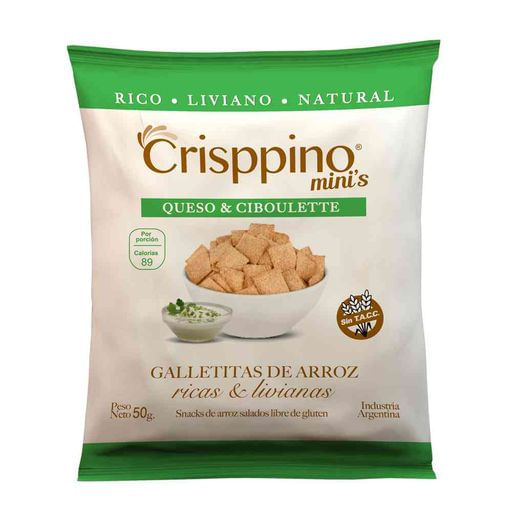 RICO • LIVIANO • NATURAL
Crisppino®
mini's
QUESO & CIBOULETTE
Por
porción
Calorías
89
Sin T.A.C.C.
GALLETITAS DE ARROZ
ricas & livianas
Peso
Neto 50g.
Snacks de arroz salados libre de gluten
Industria
Argentina